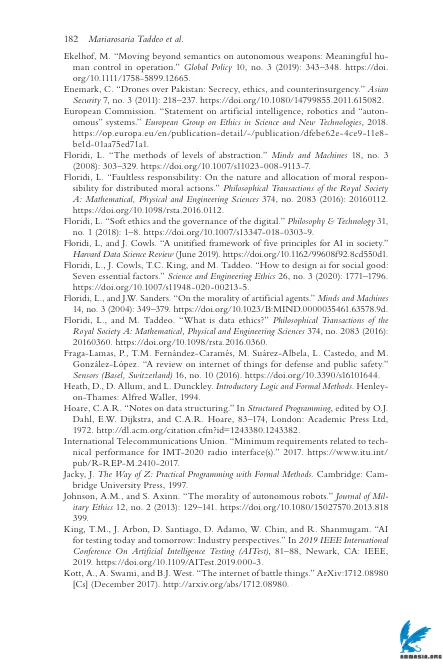 182 Mariarosaria Taddeo et al.
Ekelhof, M. “Moving beyond semantics on autonomous weapons: Meaningful hu-
man control in operation.” Global Policy 10, no. 3 (2019): 343–348. https://doi.
org/10.1111/1758-5899.12665.
Enemark, C. “Drones over Pakistan: Secrecy, ethics, and counterinsurgency.” Asian
Security 7, no. 3 (2011): 218–237. https://doi.org/10.1080/14799855.2011.615082.
European Commission. “Statement on artificial intelligence, robotics and “auton-
omous” systems.” European Group on Ethics in Science and New Technologies, 2018.
https://op.europa.eu/en/publication-detail/-/publication/dfebe62e-4ce9-11e8-
be1d-01aa75ed71a1.
Floridi, L. “The methods of levels of abstraction.” Minds and Machines 18, no. 3
(2008): 303–329. https://doi.org/10.1007/s11023-008-9113-7.
Floridi, L. “Faultless responsibility: On the nature and allocation of moral respon-
sibility for distributed moral actions.” Philosophical Transactions of the Royal Society
A: Mathematical, Physical and Engineering Sciences 374, no. 2083 (2016): 20160112.
https://doi.org/10.1098/rsta.2016.0112.
Floridi, L. “Soft ethics and the governance of the digital.” Philosophy & Technology 31,
no. 1 (2018): 1–8. https://doi.org/10.1007/s13347-018-0303-9.
Floridi, L, and J. Cowls. “A unified framework of five principles for AI in society.”
Harvard Data Science Review (June 2019). https://doi.org/10.1162/99608f92.8cd550d1.
Floridi, L., J. Cowls, T.C. King, and M. Taddeo. “How to design ai for social good:
Seven essential factors.” Science and Engineering Ethics 26, no. 3 (2020): 1771–1796.
https://doi.org/10.1007/s11948-020-00213-5.
Floridi, L., and J.W. Sanders. “On the morality of artificial agents.” Minds and Machines
14, no. 3 (2004): 349–379. https://doi.org/10.1023/B:MIND.0000035461.63578.9d.
Floridi, L., and M. Taddeo. “What is data ethics?” Philosophical Transactions of the
Royal Society A: Mathematical, Physical and Engineering Sciences 374, no. 2083 (2016):
20160360. https://doi.org/10.1098/rsta.2016.0360.
Fraga-Lamas, P., T.M. Fernández-Caramés, M. Suárez-Albela, L. Castedo, and M.
González-López. “A review on internet of things for defense and public safety.”
Sensors (Basel, Switzerland) 16, no. 10 (2016). https://doi.org/10.3390/s16101644.
Heath, D., D. Allum, and L. Dunckley. Introductory Logic and Formal Methods. Henley-
on-Thames: Alfred Waller, 1994.
Hoare, C.A.R. “Notes on data structuring.” In Structured Programming, edited by O.J.
Dahl, E.W. Dijkstra, and C.A.R. Hoare, 83–174, London: Academic Press Ltd,
1972. http://dl.acm.org/citation.cfm?id=1243380.1243382.
International Telecommunications Union. “Minimum requirements related to tech-
nical performance for IMT-2020 radio interface(s).” 2017. https://www.itu.int/
pub/R-REP-M.2410-2017.
Jacky, J. The Way of Z: Practical Programming with Formal Methods. Cambridge: Cam-
bridge University Press, 1997.
Johnson, A.M., and S. Axinn. “The morality of autonomous robots.” Journal of Mil-
itary Ethics 12, no. 2 (2013): 129–141. https://doi.org/10.1080/15027570.2013.818
399.
King, T.M., J. Arbon, D. Santiago, D. Adamo, W. Chin, and R. Shanmugam. “AI
for testing today and tomorrow: Industry perspectives.” In 2019 IEEE International
Conference On Artificial Intelligence Testing (AITest), 81–88, Newark, CA: IEEE,
2019. https://doi.org/10.1109/AITest.2019.000-3.
Kott, A., A. Swami, and B.J. West. “The internet of battle things.” ArXiv:1712.08980
[Cs] (December 2017). http://arxiv.org/abs/1712.08980.